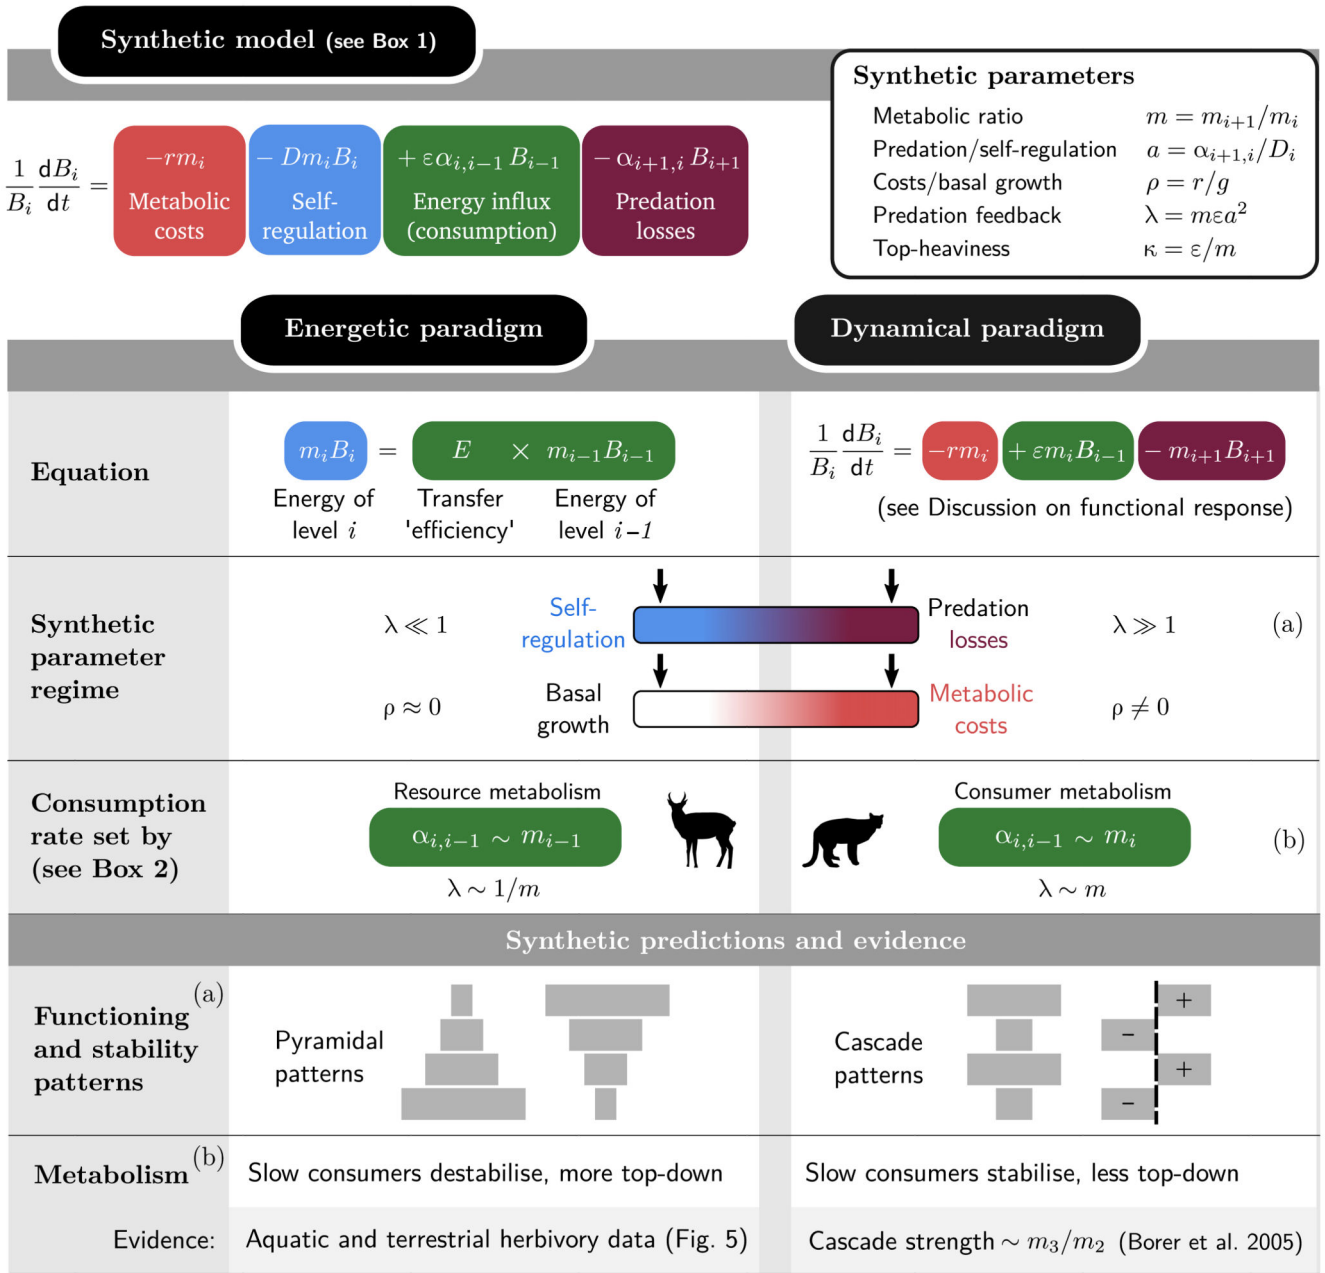 Synthetic model (see Box 1)
Synthetic parameters
Metabolic ratio m = m_{i+1}/m_i
Predation/self-regulation a = α_{i+1,i}/D_i
Costs/basal growth ρ = r/g
Predation feedback λ = mεa²
Top-heaviness κ = ε/m
1/B_i dB_i/dt = −rm_i − Dm_iB_i + εα_{i,i−1} B_{i−1} − α_{i+1,i} B_{i+1}
Metabolic costs
Self-regulation
Energy influx (consumption)
Predation losses
Energetic paradigm
Dynamical paradigm
Equation
m_iB_i = E × m_{i−1}B_{i−1}
Energy of level i
Transfer 'efficiency'
Energy of level i−1
1/B_i dB_i/dt = −rm_i + εm_iB_{i−1} − m_{i+1}B_{i+1}
(see Discussion on functional response)
Synthetic parameter regime
λ ≪ 1
Self-regulation
Predation losses
λ ≫ 1
(a)
ρ ≈ 0
Basal growth
Metabolic costs
ρ ≠ 0
Consumption rate set by (see Box 2)
Resource metabolism
α_{i,i−1} ∼ m_{i−1}
λ ∼ 1/m
Consumer metabolism
α_{i,i−1} ∼ m_i
λ ∼ m
(b)
Synthetic predictions and evidence
(a)
Functioning and stability patterns
Pyramidal patterns
Cascade patterns
+
−
+
−
Metabolism (b)
Slow consumers destabilise, more top-down
Slow consumers stabilise, less top-down
Evidence:
Aquatic and terrestrial herbivory data (Fig. 5)
Cascade strength ∼ m₃/m₂ (Borer et al. 2005)